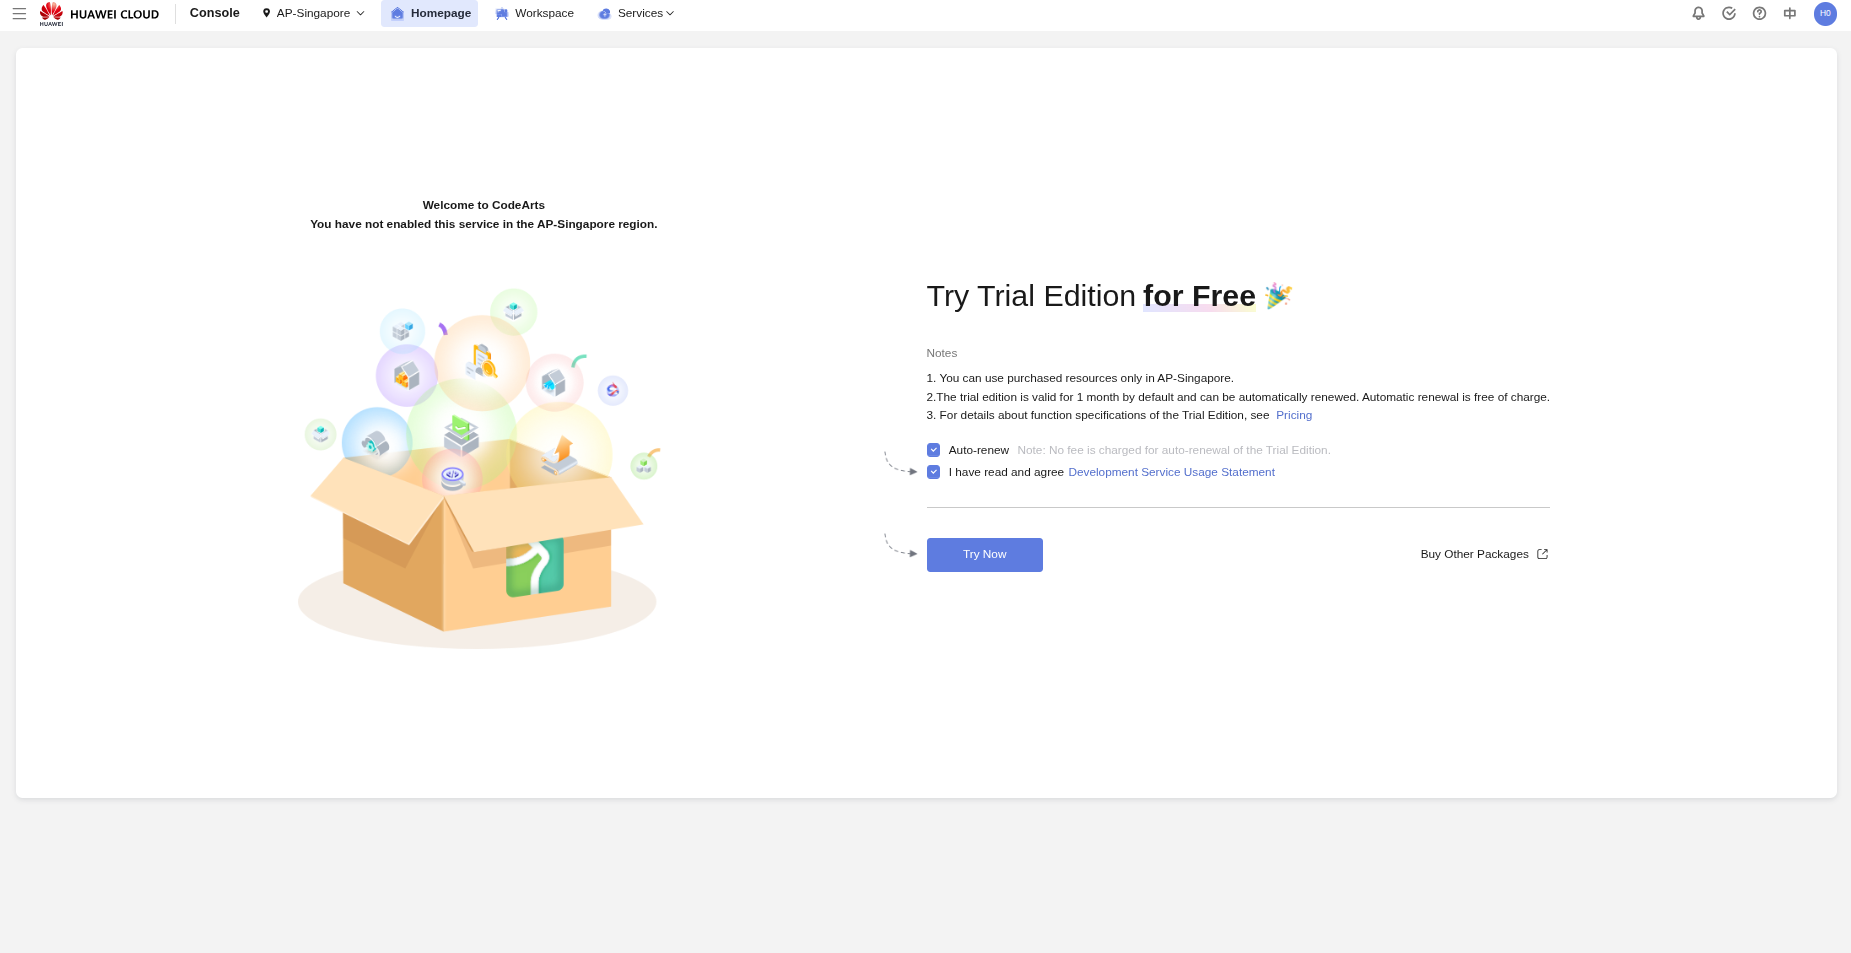 HUAWEI
HUAWEI CLOUD
Console
AP-Singapore
Homepage
Workspace
Services
H0
Welcome to CodeArts
You have not enabled this service in the AP-Singapore region.
Try Trial Edition for Free
Notes
1. You can use purchased resources only in AP-Singapore.
2.The trial edition is valid for 1 month by default and can be automatically renewed. Automatic renewal is free of charge.
3. For details about function specifications of the Trial Edition, see Pricing
Auto-renew Note: No fee is charged for auto-renewal of the Trial Edition.
I have read and agree Development Service Usage Statement
Try Now
Buy Other Packages